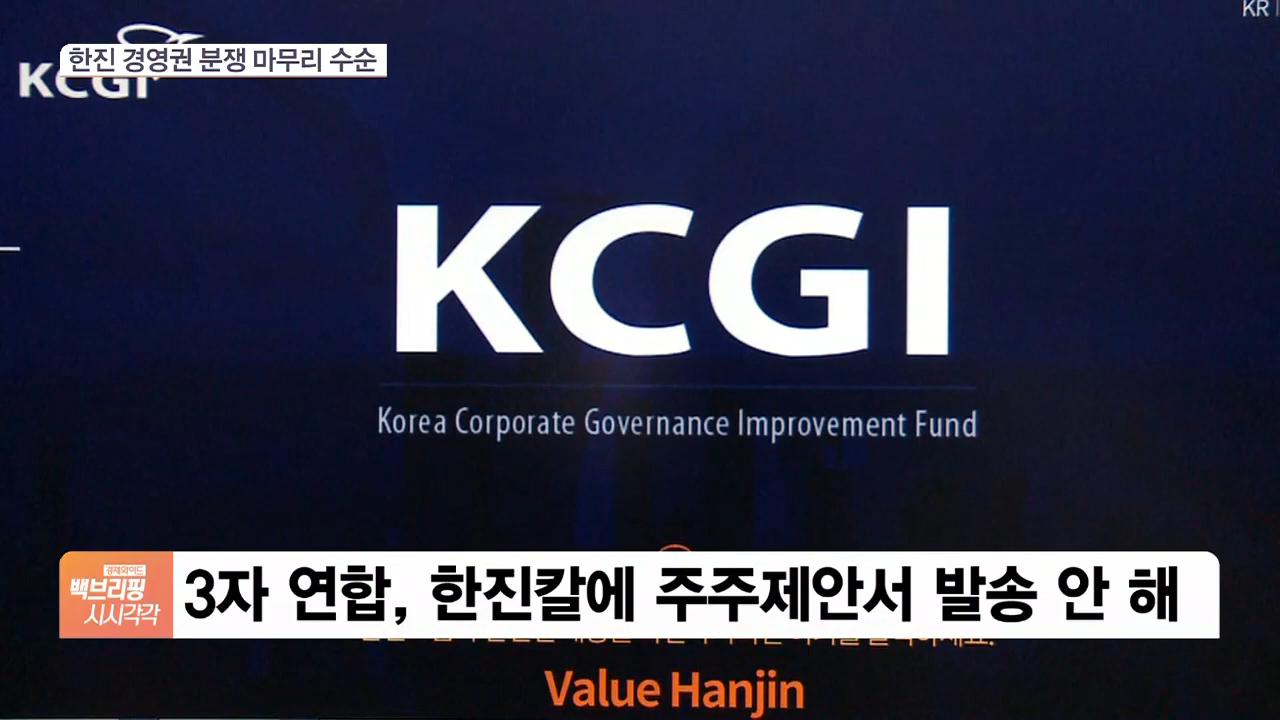 KR
한진 경영권 분쟁 마무리 수순
KCGI
KCGI
Korea Corporate Governance Improvement Fund
경제와이드
백브리핑
시시각각
3자 연합, 한진칼에 주주제안서 발송 안 해
Value Hanjin